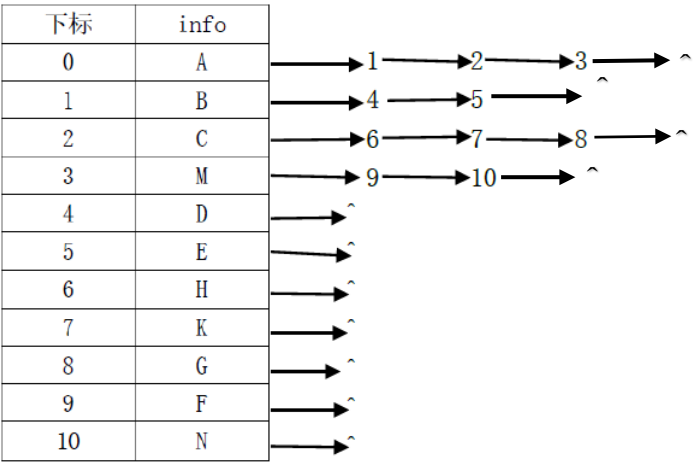 下标 info
0 A 1 2 3 ^
1 B 4 5 ^
2 C 6 7 8 ^
3 M 9 10 ^
4 D ^
5 E ^
6 H ^
7 K ^
8 G ^
9 F ^
10 N ^